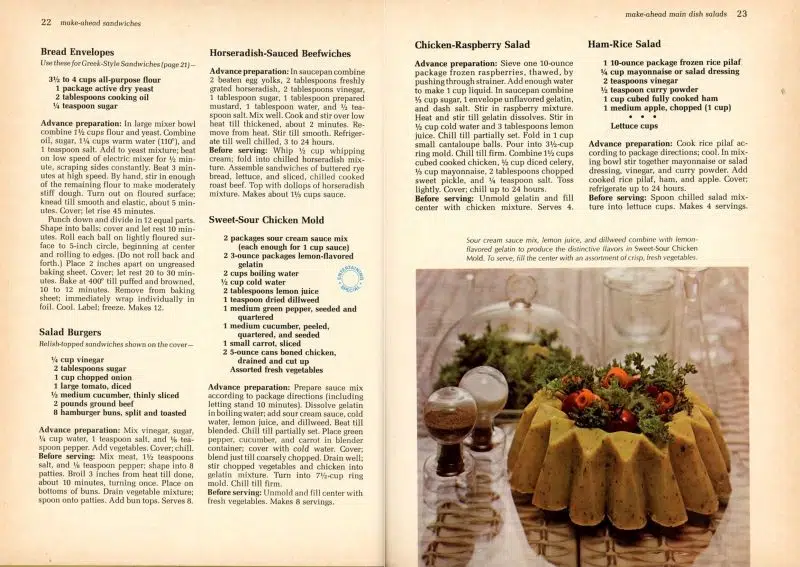 22 make-ahead sandwiches
Bread Envelopes
Use these for Greek-Style Sandwiches (page 21)—
3½ to 4 cups all-purpose flour
1 package active dry yeast
2 tablespoons cooking oil
¼ teaspoon sugar
Advance preparation: In large mixer bowl
combine 1½ cups flour and yeast. Combine
oil, sugar, 1¼ cups warm water (110°), and
1 teaspoon salt. Add to yeast mixture; beat
on low speed of electric mixer for ½ min-
ute, scraping sides constantly. Beat 3 min-
utes at high speed. By hand, stir in enough
of the remaining flour to make moderately
stiff dough. Turn out on floured surface;
knead till smooth and elastic, about 5 min-
utes. Cover; let rise 45 minutes.
Punch down and divide in 12 equal parts.
Shape into balls; cover and let rest 10 min-
utes. Roll each ball on lightly floured sur-
face to 5-inch circle, beginning at center
and rolling to edges. (Do not roll back and
forth.) Place 2 inches apart on ungreased
baking sheet. Cover; let rest 20 to 30 min-
utes. Bake at 400° till puffed and browned,
10 to 12 minutes. Remove from baking
sheet; immediately wrap individually in
foil. Cool. Label; freeze. Makes 12.
Salad Burgers
Relish-topped sandwiches shown on the cover—
¼ cup vinegar
2 tablespoons sugar
1 cup chopped onion
1 large tomato, diced
½ medium cucumber, thinly sliced
2 pounds ground beef
8 hamburger buns, split and toasted
Advance preparation: Mix vinegar, sugar,
¼ cup water, 1 teaspoon salt, and ⅛ tea-
spoon pepper. Add vegetables. Cover; chill.
Before serving: Mix meat, 1½ teaspoons
salt, and ⅛ teaspoon pepper; shape into 8
patties. Broil 3 inches from heat till done,
about 10 minutes, turning once. Place on
bottoms of buns. Drain vegetable mixture;
spoon onto patties. Add bun tops. Serves 8.
Horseradish-Sauced Beefwiches
Advance preparation: In saucepan combine
2 beaten egg yolks, 2 tablespoons freshly
grated horseradish, 2 tablespoons vinegar,
1 tablespoon sugar, 1 tablespoon prepared
mustard, 1 tablespoon water, and ½ tea-
spoon salt. Mix well. Cook and stir over low
heat till thickened, about 2 minutes. Re-
move from heat. Stir till smooth. Refriger-
ate till well chilled, 3 to 24 hours.
Before serving: Whip ½ cup whipping
cream; fold into chilled horseradish mix-
ture. Assemble sandwiches of buttered rye
bread, lettuce, and sliced, chilled cooked
roast beef. Top with dollops of horseradish
mixture. Makes about 1⅓ cups sauce.
Sweet-Sour Chicken Mold
2 packages sour cream sauce mix
(each enough for 1 cup sauce)
2 3-ounce packages lemon-flavored
gelatin
2 cups boiling water
½ cup cold water
2 tablespoons lemon juice
1 teaspoon dried dillweed
1 medium green pepper, seeded and
quartered
1 medium cucumber, peeled,
quartered, and seeded
1 small carrot, sliced
2 5-ounce cans boned chicken,
drained and cut up
Assorted fresh vegetables
ENTERTAINING SPECIAL
Advance preparation: Prepare sauce mix
according to package directions (including
letting stand 10 minutes). Dissolve gelatin
in boiling water; add sour cream sauce, cold
water, lemon juice, and dillweed. Beat till
blended. Chill till partially set. Place green
pepper, cucumber, and carrot in blender
container; cover with cold water. Cover;
blend just till coarsely chopped. Drain well;
stir chopped vegetables and chicken into
gelatin mixture. Turn into 7½-cup ring
mold. Chill till firm.
Before serving: Unmold and fill center with
fresh vegetables. Makes 8 servings.
make-ahead main dish salads 23
Chicken-Raspberry Salad
Advance preparation: Sieve one 10-ounce
package frozen raspberries, thawed, by
pushing through strainer. Add enough water
to make 1 cup liquid. In saucepan combine
⅓ cup sugar, 1 envelope unflavored gelatin,
and dash salt. Stir in raspberry mixture.
Heat and stir till gelatin dissolves. Stir in
½ cup cold water and 3 tablespoons lemon
juice. Chill till partially set. Fold in 1 cup
small cantaloupe balls. Pour into 3½-cup
ring mold. Chill till firm. Combine 1½ cups
cubed cooked chicken, ½ cup diced celery,
⅓ cup mayonnaise, 2 tablespoons chopped
sweet pickle, and ¼ teaspoon salt. Toss
lightly. Cover; chill up to 24 hours.
Before serving: Unmold gelatin and fill
center with chicken mixture. Serves 4.
Ham-Rice Salad
1 10-ounce package frozen rice pilaf
¼ cup mayonnaise or salad dressing
2 teaspoons vinegar
½ teaspoon curry powder
1 cup cubed fully cooked ham
1 medium apple, chopped (1 cup)
• • •
Lettuce cups
Advance preparation: Cook rice pilaf ac-
cording to package directions; cool. In mix-
ing bowl stir together mayonnaise or salad
dressing, vinegar, and curry powder. Add
cooked rice pilaf, ham, and apple. Cover;
refrigerate up to 24 hours.
Before serving: Spoon chilled salad mix-
ture into lettuce cups. Makes 4 servings.
Sour cream sauce mix, lemon juice, and dillweed combine with lemon-
flavored gelatin to produce the distinctive flavors in Sweet-Sour Chicken
Mold. To serve, fill the center with an assortment of crisp, fresh vegetables.